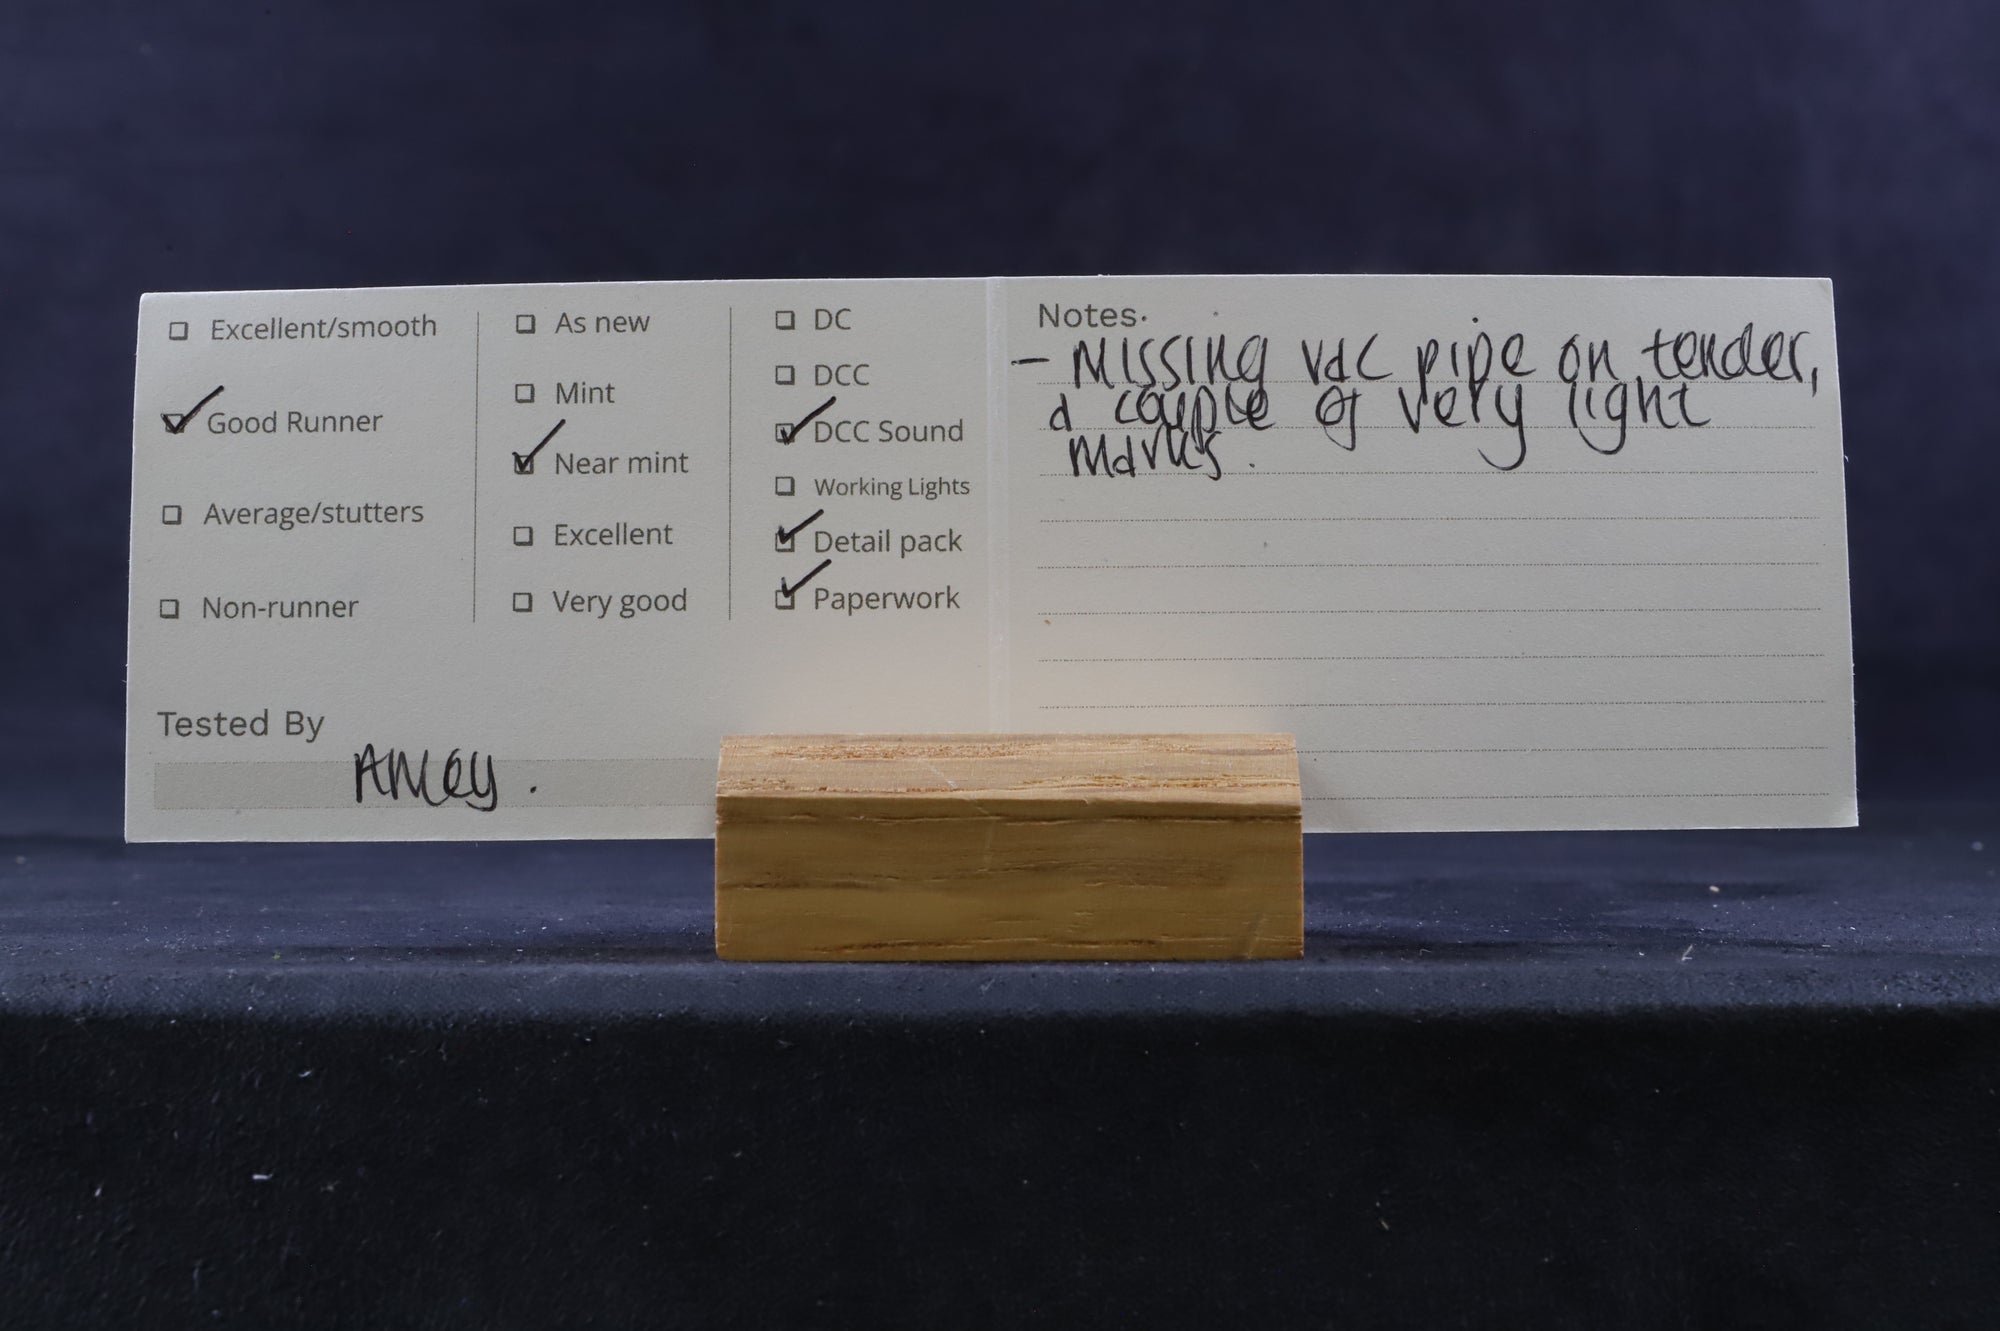 Excellent/smooth
Good Runner
Average/stutters
Non-runner
As new
Mint
Near mint
Excellent
Very good
DC
DCC
DCC Sound
Working Lights
Detail pack
Paperwork
Tested By
Notes
- Missing vac pipe on tender,
a couple of very light
marks.